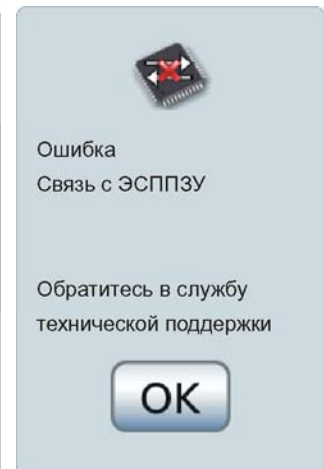 Ошибка
Связь с ЭСППЗУ
Обратитесь в службу
технической поддержки
OK